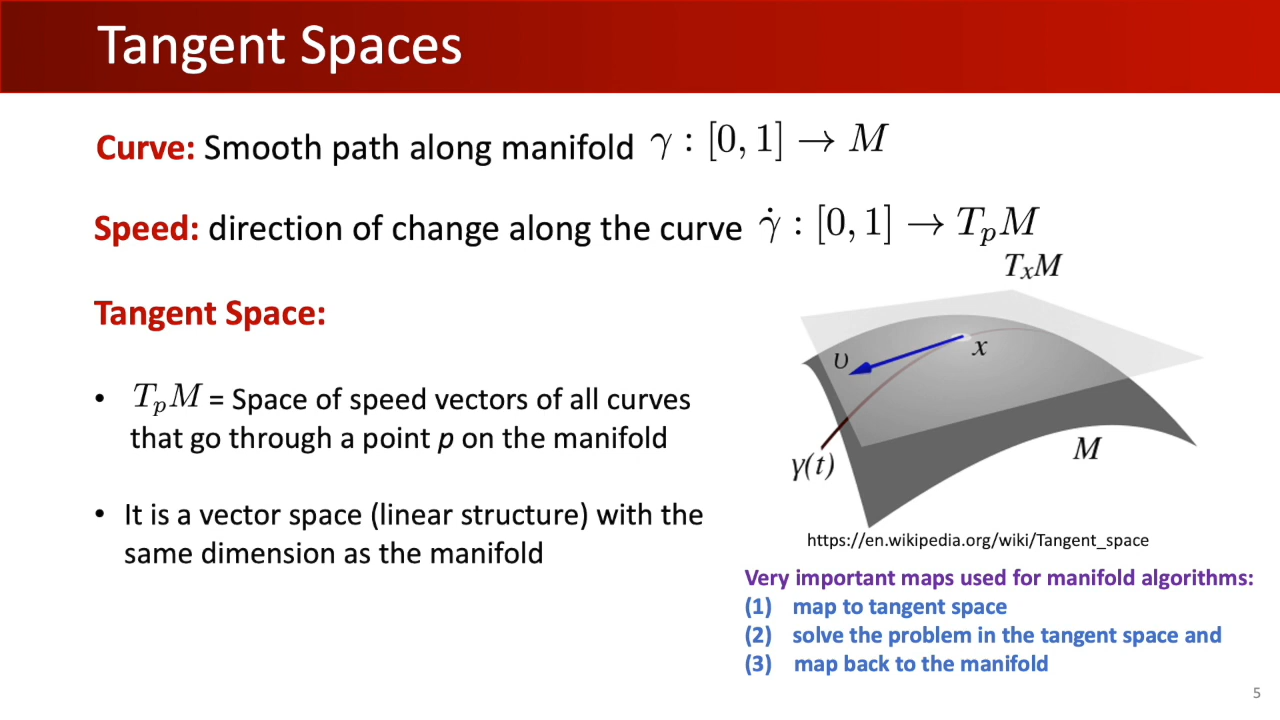 Tangent Spaces
Curve: Smooth path along manifold γ : [0, 1] → M
Speed: direction of change along the curve γ̇ : [0, 1] → TₚM
Tangent Space:
• TₚM = Space of speed vectors of all curves
that go through a point p on the manifold
• It is a vector space (linear structure) with the
same dimension as the manifold
TₓM
x
υ
γ(t)
M
https://en.wikipedia.org/wiki/Tangent_space
Very important maps used for manifold algorithms:
(1) map to tangent space
(2) solve the problem in the tangent space and
(3) map back to the manifold
5